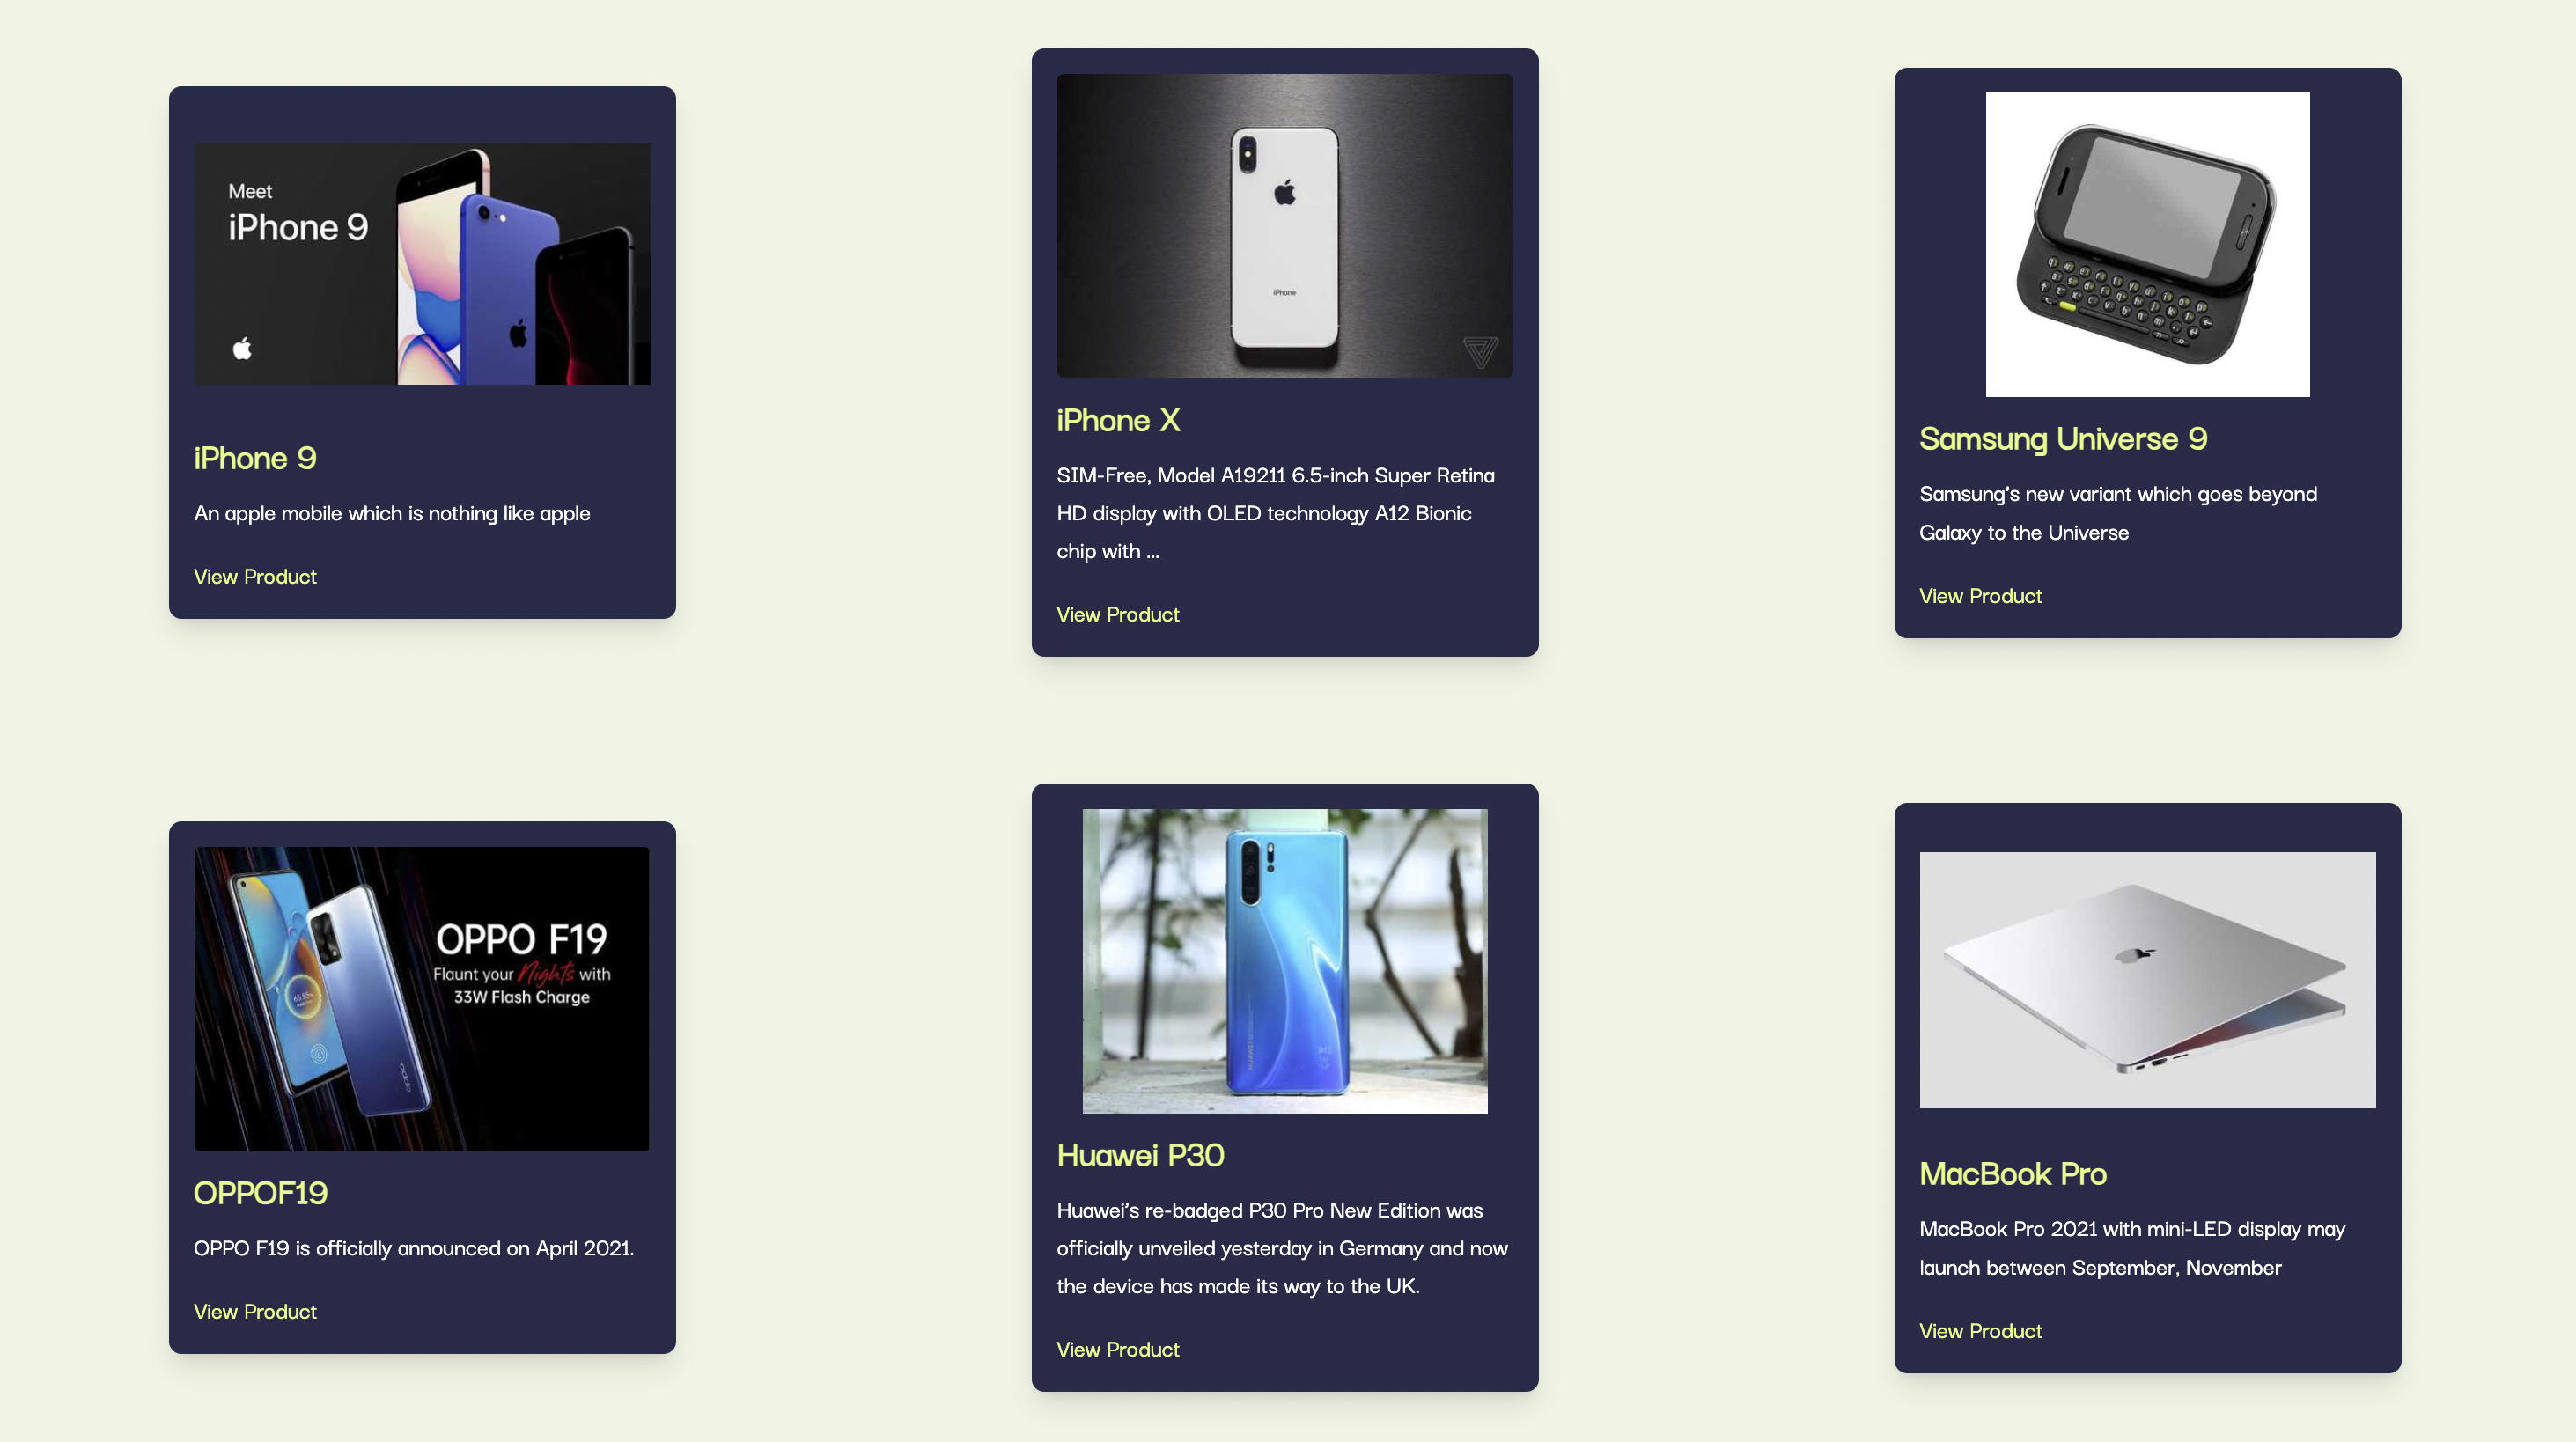 Meet
iPhone 9
iPhone 9
An apple mobile which is nothing like apple
View Product
iPhone
iPhone X
SIM-Free, Model A19211 6.5-inch Super Retina
HD display with OLED technology A12 Bionic
chip with ...
View Product
Samsung Universe 9
Samsung's new variant which goes beyond
Galaxy to the Universe
View Product
OPPO F19
Flaunt your Nights with
33W Flash Charge
oppo
OPPOF19
OPPO F19 is officially announced on April 2021.
View Product
Huawei P30
Huawei's re-badged P30 Pro New Edition was
officially unveiled yesterday in Germany and now
the device has made its way to the UK.
View Product
MacBook Pro
MacBook Pro 2021 with mini-LED display may
launch between September, November
View Product